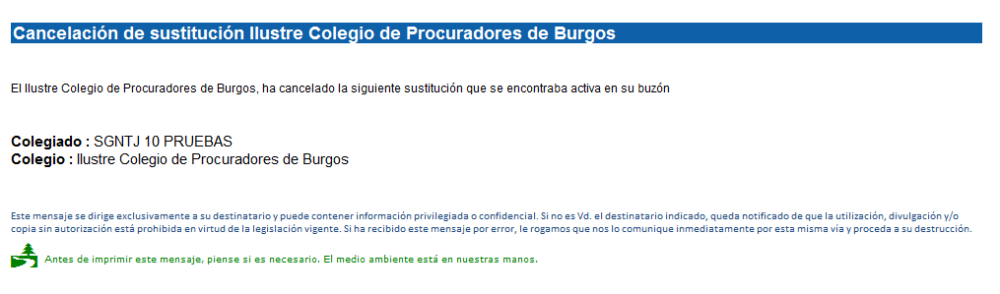 Cancelación de sustitución Ilustre Colegio de Procuradores de Burgos
El Ilustre Colegio de Procuradores de Burgos, ha cancelado la siguiente sustitución que se encontraba activa en su buzón
Colegiado : SGNTJ 10 PRUEBAS
Colegio : Ilustre Colegio de Procuradores de Burgos
Este mensaje se dirige exclusivamente a su destinatario y puede contener información privilegiada o confidencial. Si no es Vd. el destinatario indicado, queda notificado de que la utilización, divulgación y/o
copia sin autorización está prohibida en virtud de la legislación vigente. Si ha recibido este mensaje por error, le rogamos que nos lo comunique inmediatamente por esta misma vía y proceda a su destrucción.
Antes de imprimir este mensaje, piense si es necesario. El medio ambiente está en nuestras manos.